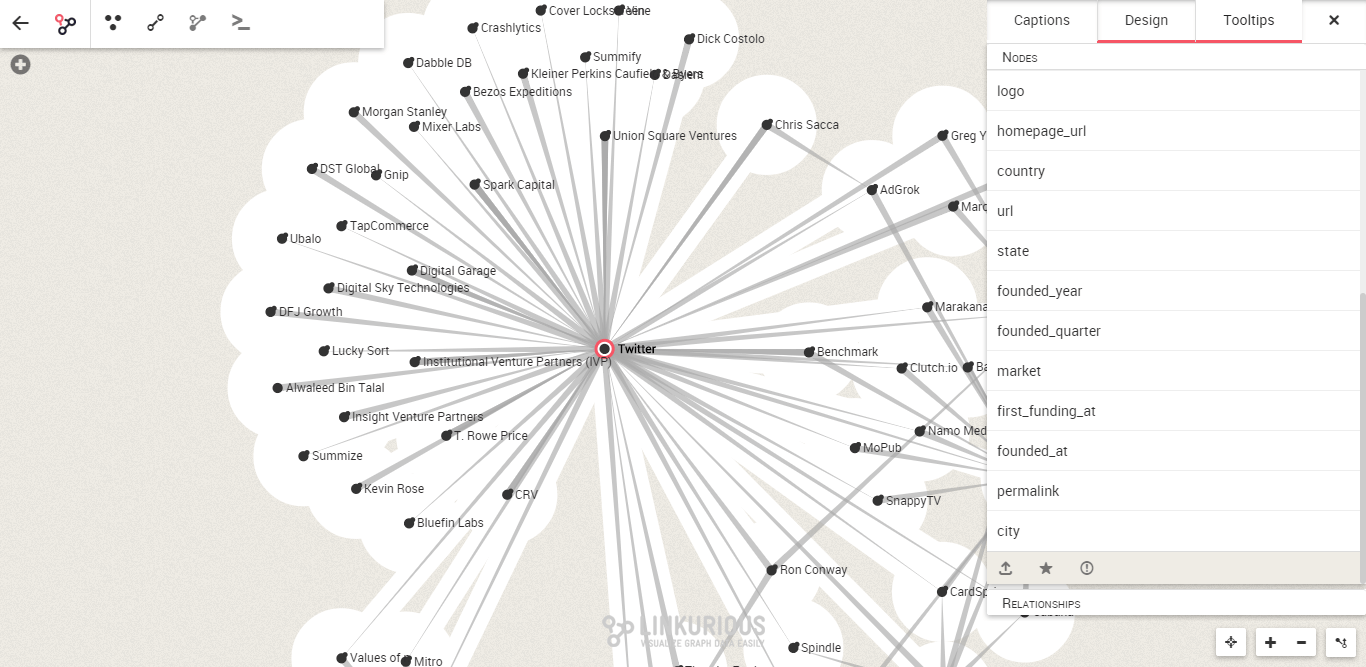 Captions
Design
Tooltips
Nodes
logo
homepage_url
country
url
state
founded_year
founded_quarter
market
first_funding_at
founded_at
permalink
city
Relationships
Cover Lockscreen
Vine
Crashlytics
Dick Costolo
Summify
Dabble DB
Kleiner Perkins Caufield & Byers
Dasient
Bezos Expeditions
Morgan Stanley
Mixer Labs
Chris Sacca
Union Square Ventures
Greg Y
DST Global
Gnip
Spark Capital
AdGrok
Marc
TapCommerce
Ubalo
Digital Garage
Digital Sky Technologies
DFJ Growth
Marakana
Twitter
Lucky Sort
Benchmark
Institutional Venture Partners (IVP)
Clutch.io
Ba
Alwaleed Bin Talal
Insight Venture Partners
Namo Med
T. Rowe Price
MoPub
Summize
Kevin Rose
CRV
SnappyTV
Bluefin Labs
Ron Conway
CardSp
LINKURIOUS
VISUALIZE GRAPH DATA EASILY
Spindle
Values of
Mitro